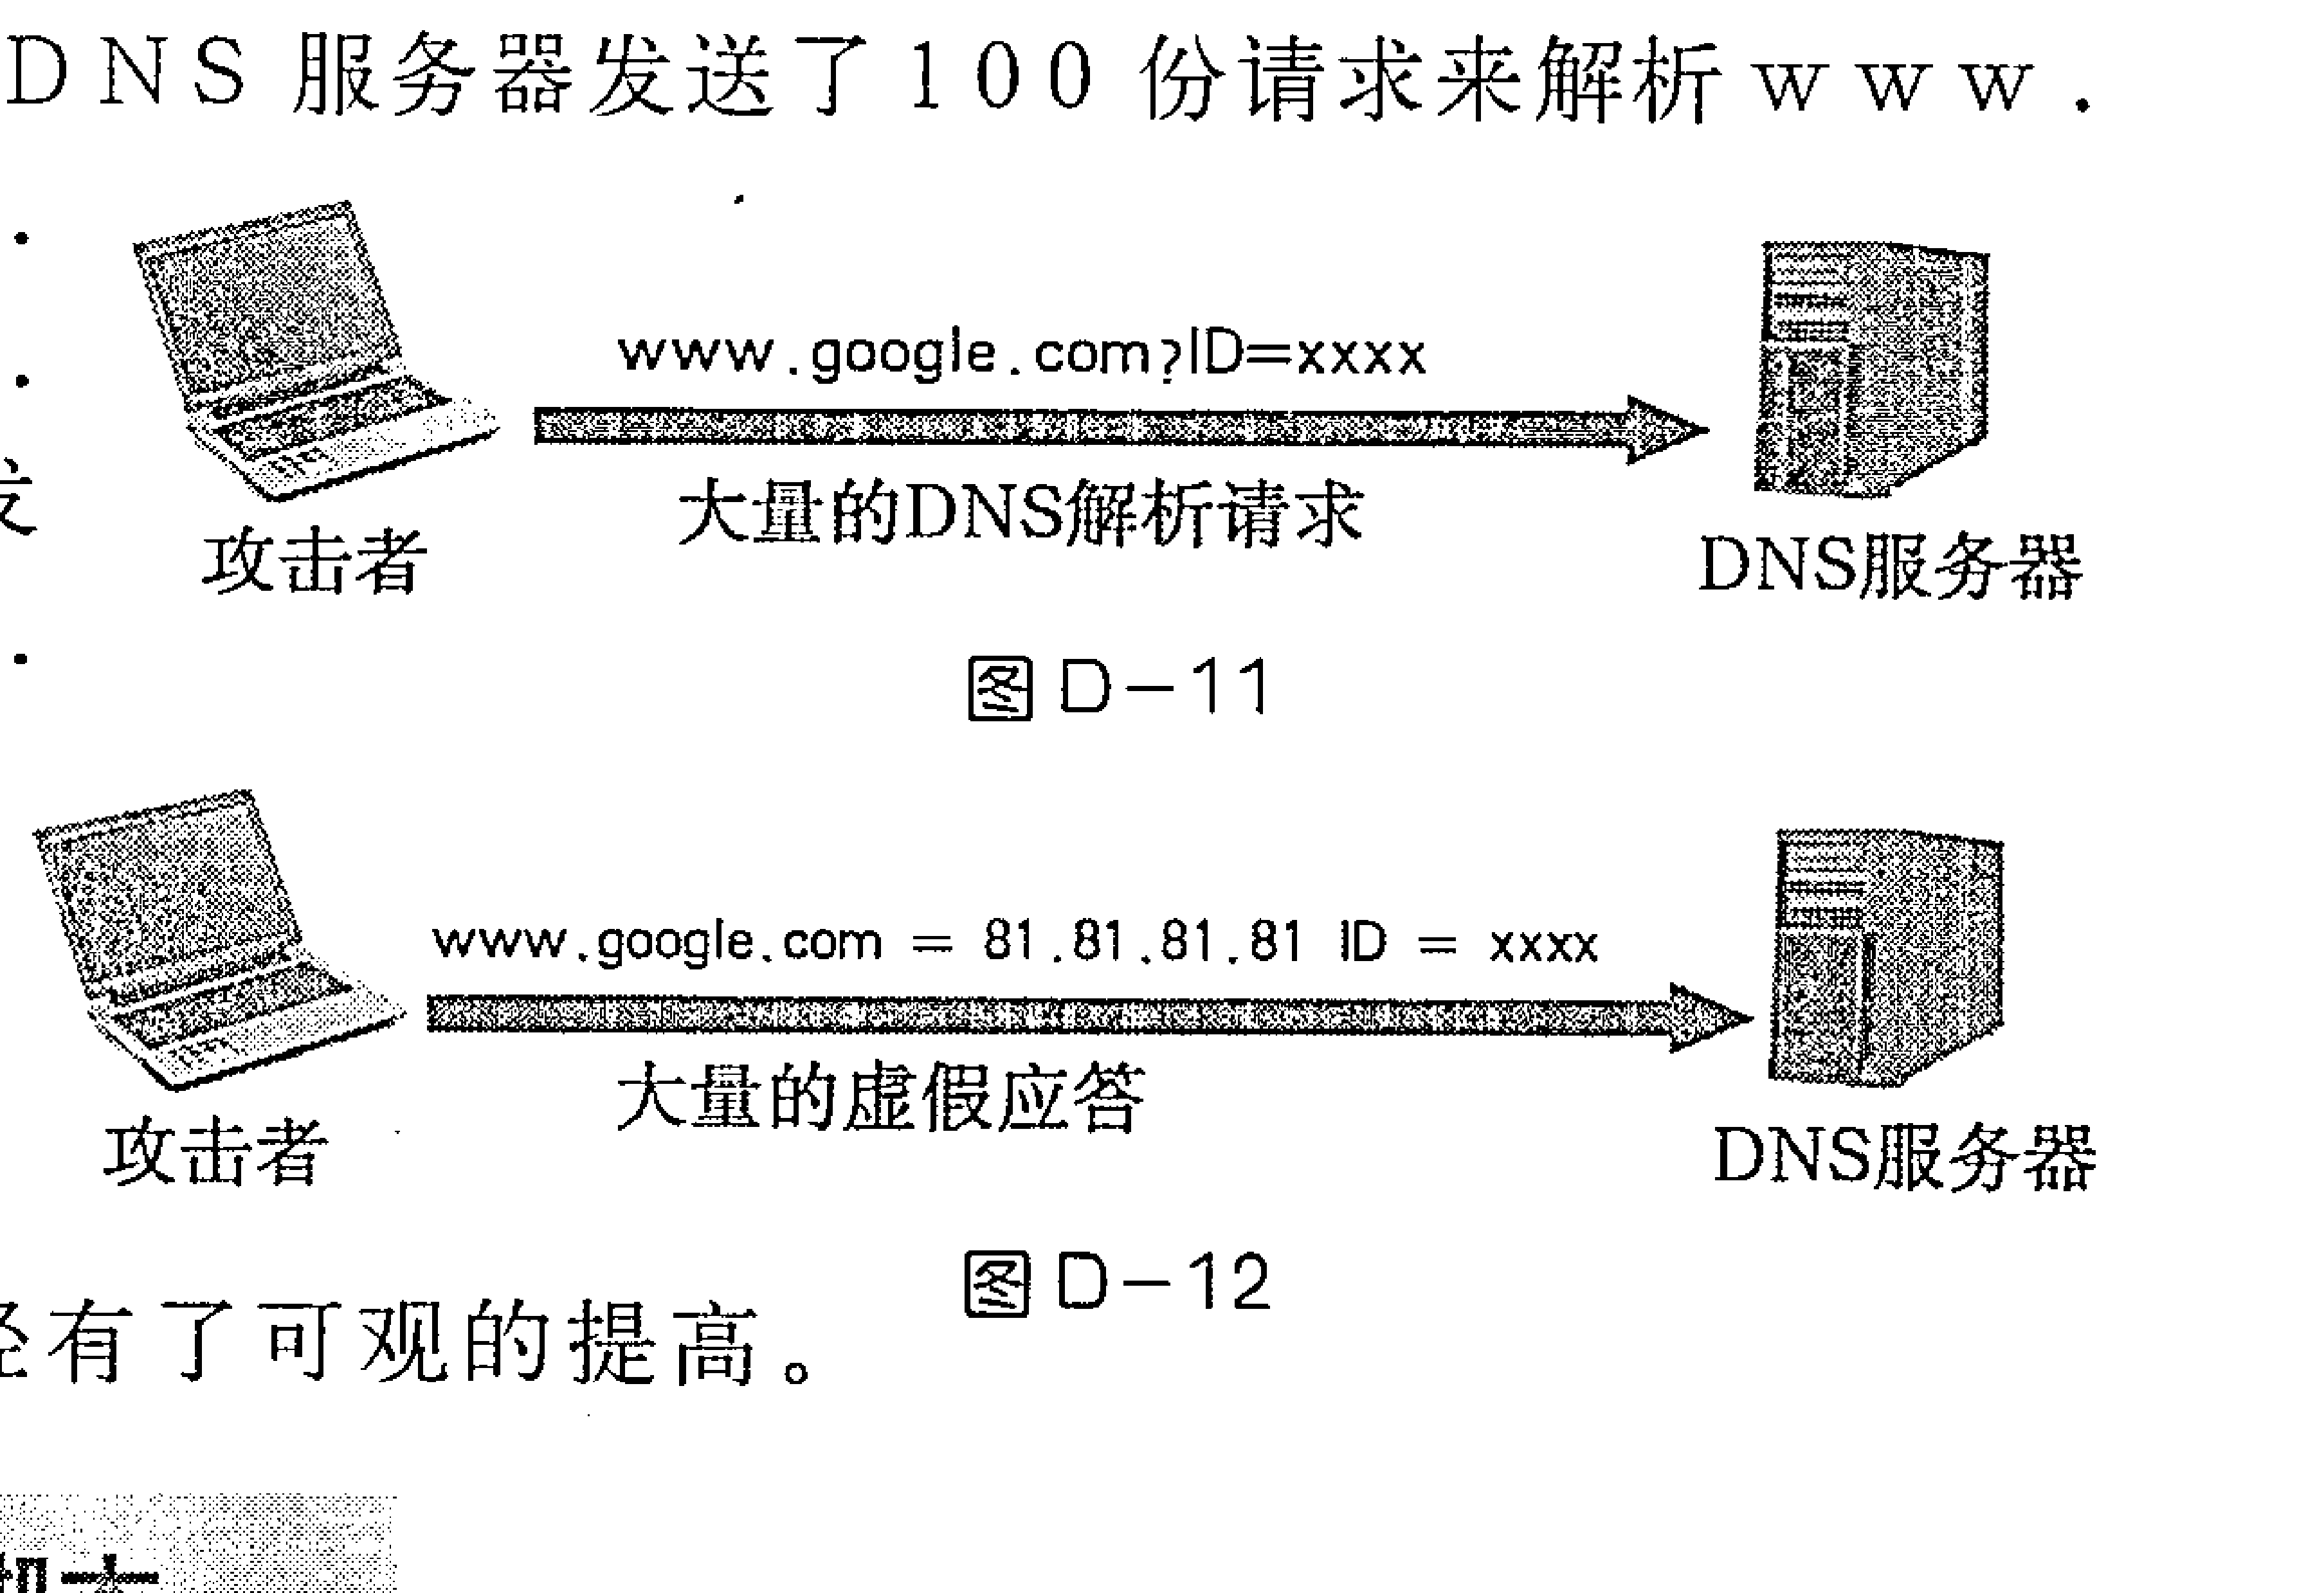 DNS 服务器发送了100 份请求来解析www.
www.google.com?ID=xxxx
大量的DNS解析请求
攻击者
DNS服务器
图 D-11
www.google.com = 81.81.81.81 ID = xxxx
大量的虚假应答
攻击者
DNS服务器
图 D-12
有了可观的提高。